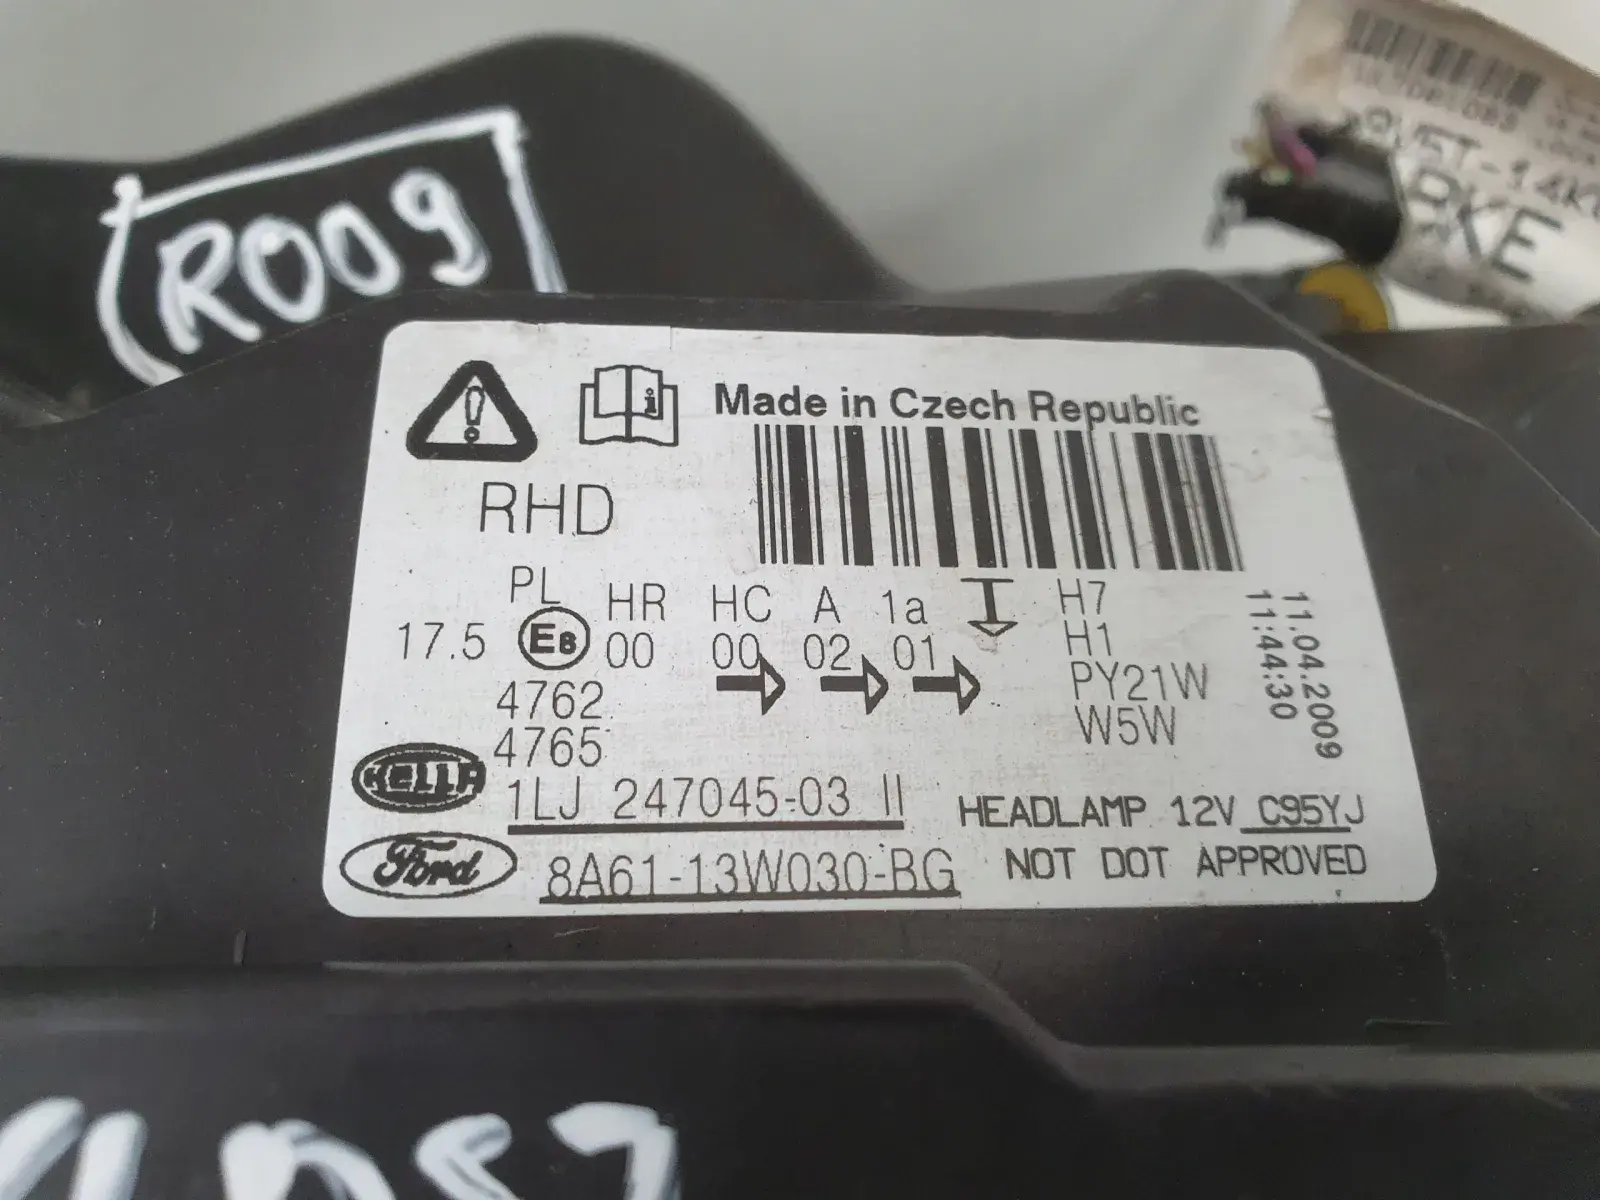 R009
14K
RKE
Made in Czech Republic
RHD
PL HR HC A 1a H7
17.5 E8 00 00 02 01 H1
4762 PY21W
4765 W5W
11.04.2009
11:44:30
HELLA 1LJ 247045-03 II HEADLAMP 12V C95YJ
Ford 8A61-13W030-BG NOT DOT APPROVED